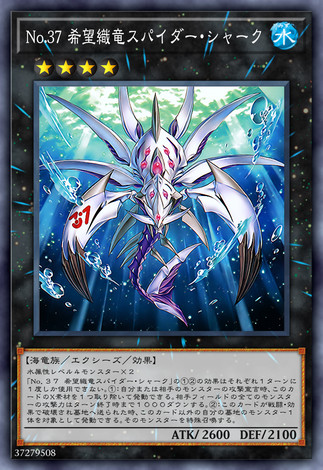 No.37 希望織竜スパイダー・シャーク
水
37
【海竜族／エクシーズ／効果】
水属性レベル４モンスター×２
「No.37 希望織竜スパイダー・シャーク」の①②の効果はそれぞれ１ターンに
１度しか使用できない。①：自分または相手のモンスターの攻撃宣言時、このカー
ドのX素材を１つ取り除いて発動できる。相手フィールドの全てのモンスター
の攻撃力はターン終了時まで１０００ダウンする。②：このカードが戦闘・効
果で破壊され墓地へ送られた時、このカード以外の自分の墓地のモンスター１
体を対象として発動できる。そのモンスターを特殊召喚する。
ATK/ 2600 DEF/2100
37279508